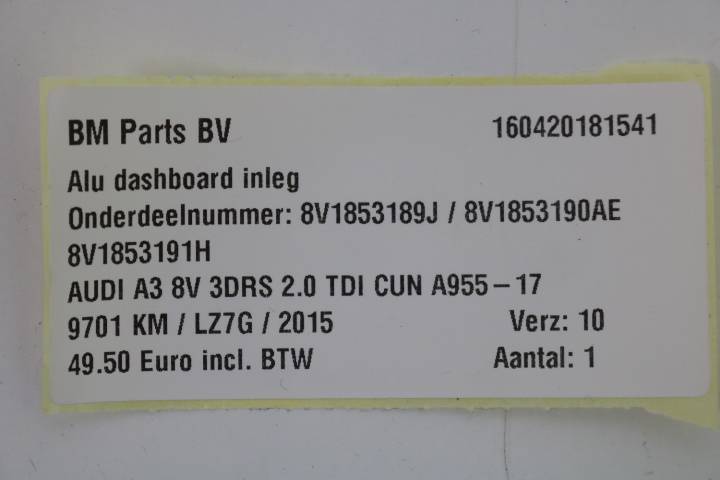 BM Parts BV 160420181541
Alu dashboard inleg
Onderdeelnummer: 8V1853189J / 8V1853190AE
8V1853191H
AUDI A3 8V 3DRS 2.0 TDI CUN A955-17
9701 KM / LZ7G / 2015 Verz: 10
49.50 Euro incl. BTW Aantal: 1